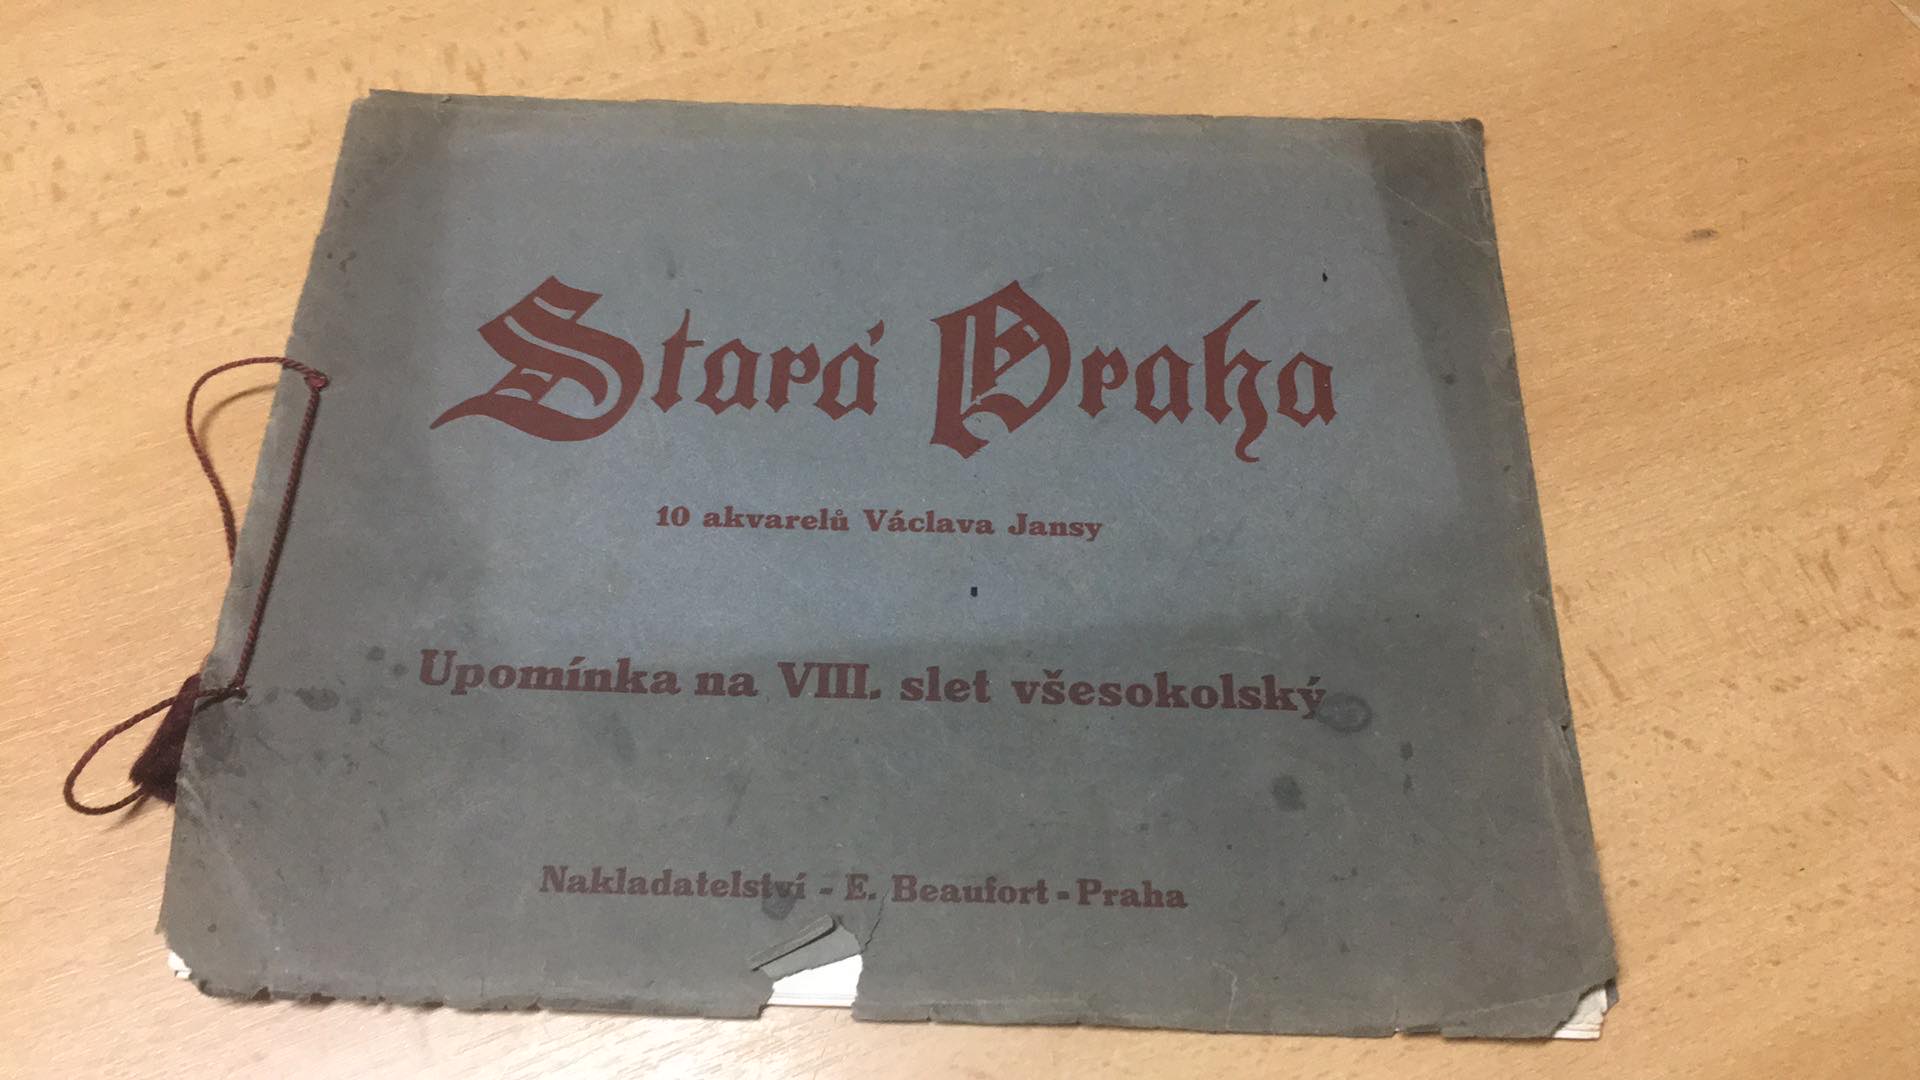 Stará Praha
10 akvarelů Václava Jansy
Upomínka na VIII. slet všesokolský
Nakladatelství - E. Beaufort - Praha